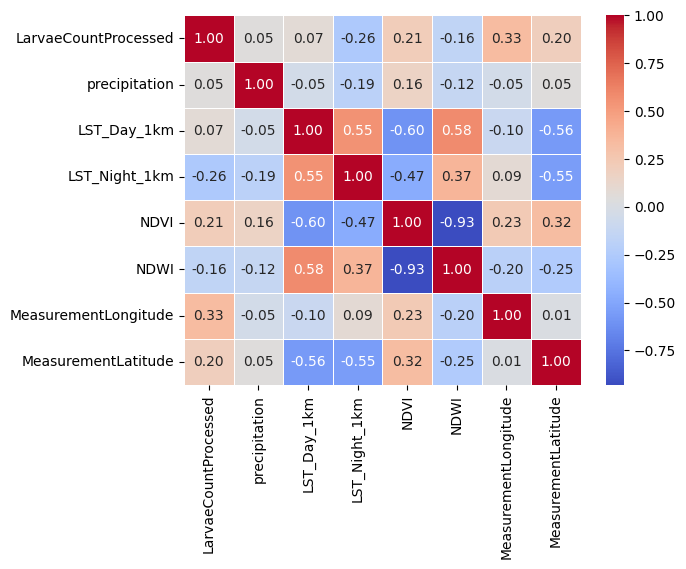 LarvaeCountProcessed 1.00 0.05 0.07 -0.26 0.21 -0.16 0.33 0.20
precipitation 0.05 1.00 -0.05 -0.19 0.16 -0.12 -0.05 0.05
LST_Day_1km 0.07 -0.05 1.00 0.55 -0.60 0.58 -0.10 -0.56
LST_Night_1km -0.26 -0.19 0.55 1.00 -0.47 0.37 0.09 -0.55
NDVI 0.21 0.16 -0.60 -0.47 1.00 -0.93 0.23 0.32
NDWI -0.16 -0.12 0.58 0.37 -0.93 1.00 -0.20 -0.25
MeasurementLongitude 0.33 -0.05 -0.10 0.09 0.23 -0.20 1.00 0.01
MeasurementLatitude 0.20 0.05 -0.56 -0.55 0.32 -0.25 0.01 1.00
LarvaeCountProcessed
precipitation
LST_Day_1km
LST_Night_1km
NDVI
NDWI
MeasurementLongitude
MeasurementLatitude
1.00
0.75
0.50
0.25
0.00
−0.25
−0.50
−0.75